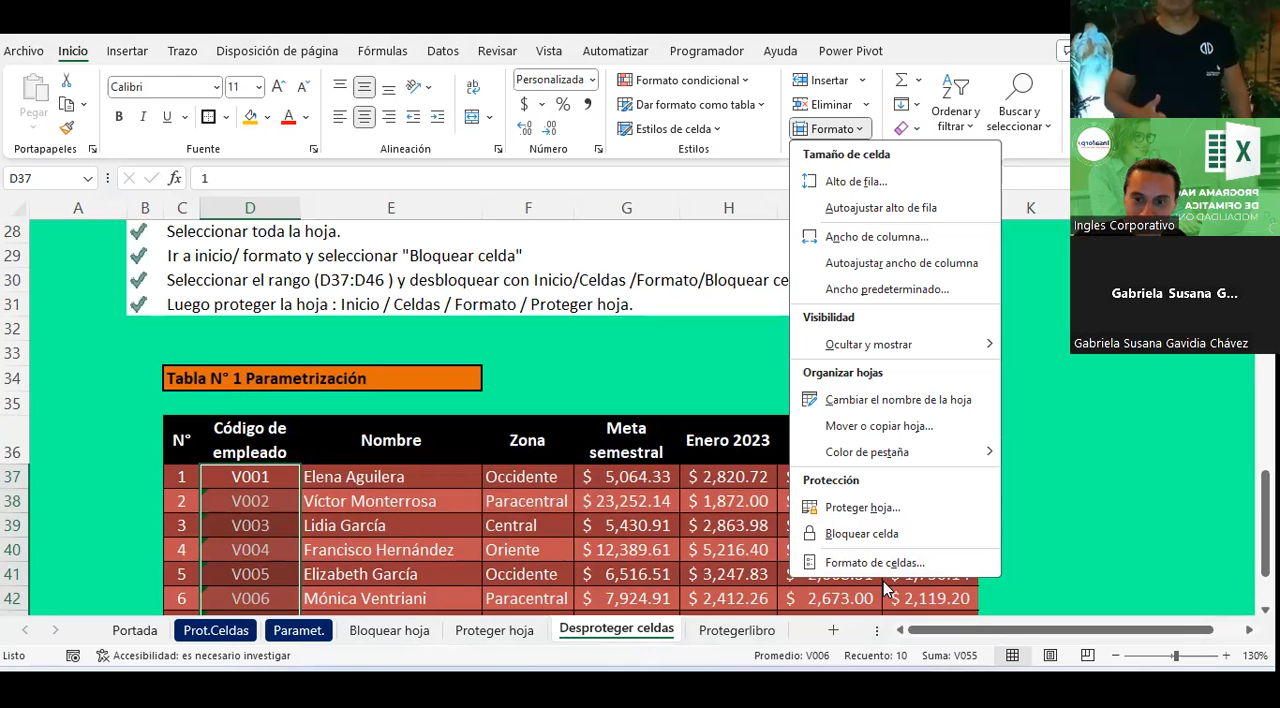 Archivo Inicio Insertar Trazo Disposición de página Fórmulas Datos Revisar Vista Automatizar Programador Ayuda Power Pivot
Pegar
Portapapeles
Calibri 11
N K S
Fuente
Alineación
Personalizada
$ % 
Número
Formato condicional
Dar formato como tabla
Estilos de celda
Estilos
Insertar
Eliminar
Formato
Ordenar y filtrar
Buscar y seleccionar
D37 fx 1
A B C D E F G H K
28 Seleccionar toda la hoja.
29 Ir a inicio/ formato y seleccionar "Bloquear celda"
30 Seleccionar el rango (D37:D46 ) y desbloquear con Inicio/Celdas /Formato/Bloquear ce
31 Luego proteger la hoja : Inicio / Celdas / Formato / Proteger hoja.
32
33
34 Tabla N° 1 Parametrización
35
36 N° Código de empleado Nombre Zona Meta semestral Enero 2023
37 1 V001 Elena Aguilera Occidente $ 5,064.33 $ 2,820.72
38 2 V002 Víctor Monterrosa Paracentral $ 23,252.14 $ 1,872.00
39 3 V003 Lidia García Central $ 5,430.91 $ 2,863.98
40 4 V004 Francisco Hernández Oriente $ 12,389.61 $ 5,216.40
41 5 V005 Elizabeth García Occidente $ 6,516.51 $ 3,247.83
42 6 V006 Mónica Ventriani Paracentral $ 7,924.91 $ 2,412.26 $ 2,673.00 $ 2,119.20
Tamaño de celda
Alto de fila...
Autoajustar alto de fila
Ancho de columna...
Autoajustar ancho de columna
Ancho predeterminado...
Visibilidad
Ocultar y mostrar
Organizar hojas
Cambiar el nombre de la hoja
Mover o copiar hoja...
Color de pestaña
Protección
Proteger hoja...
Bloquear celda
Formato de celdas...
PROGRAMA NA
DE OFIMATICA
MODALIDAD ON
Ingles Corporativo
Gabriela Susana G...
Gabriela Susana Gavidia Chávez
Portada Prot.Celdas Paramet. Bloquear hoja Proteger hoja Desproteger celdas Protegerlibro
Listo Accesibilidad: es necesario investigar Promedio: V006 Recuento: 10 Suma: V055 130%